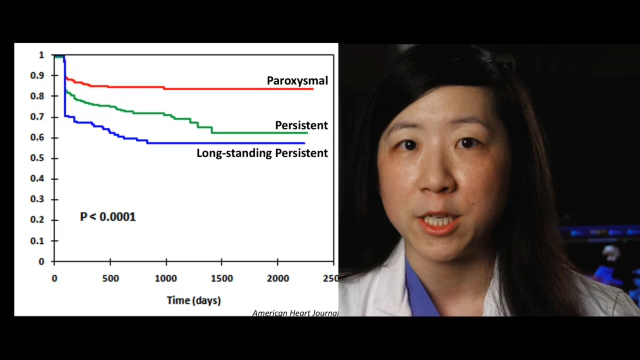 1
0.9
0.8
0.7
0.6
0.5
0.4
0.3
0.2
0.1
0
Paroxysmal
Persistent
Long-standing Persistent
P < 0.0001
0 500 1000 1500 2000 250
Time (days)
American Heart Journal